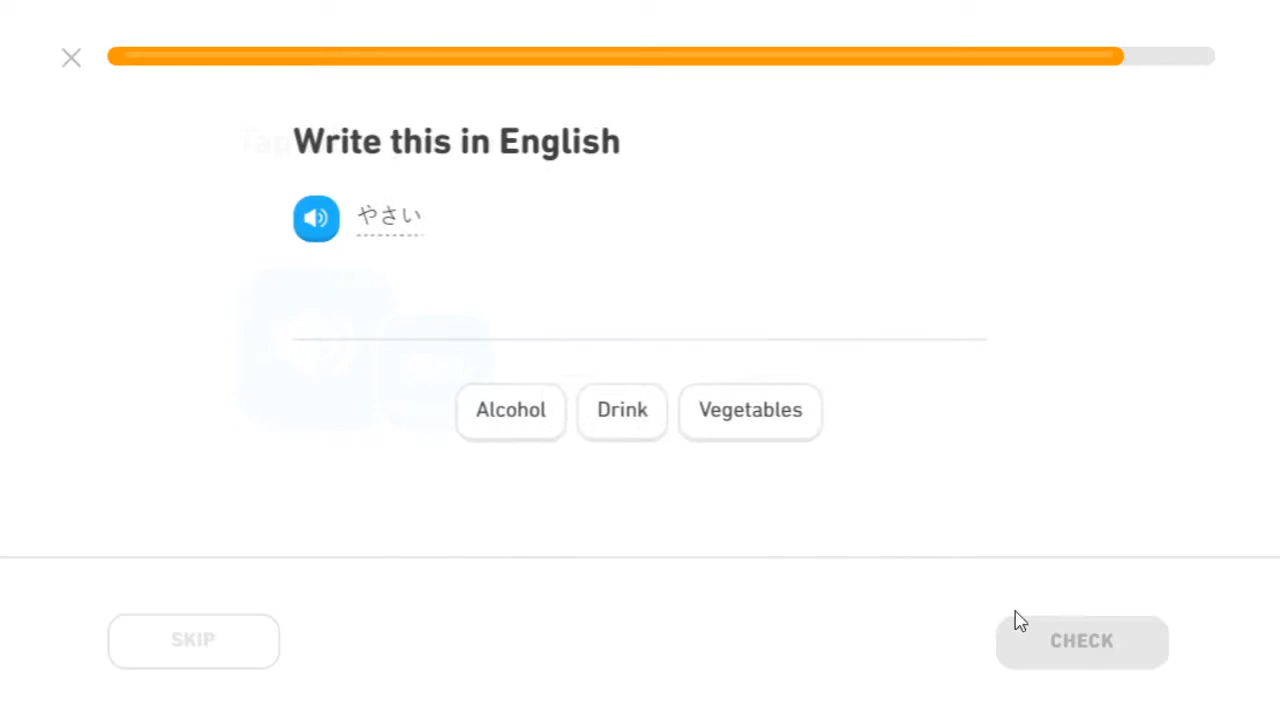 Write this in English
やさい
Alcohol
Drink
Vegetables
SKIP
CHECK